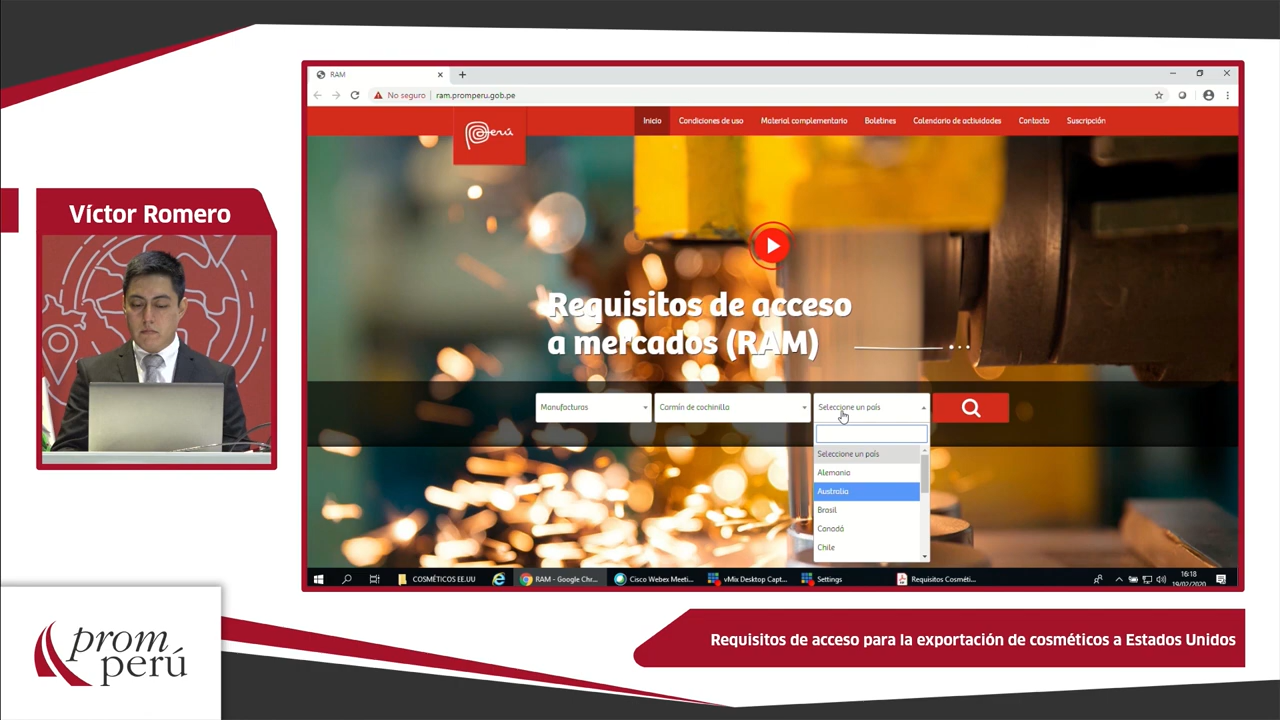 Víctor Romero
RAM
No seguro
ram.promperu.gob.pe
Perú
Inicio
Condiciones de uso
Material complementario
Boletines
Calendario de actividades
Contacto
Suscripción
Requisitos de acceso
a mercados (RAM)
Manufacturas
Carmín de cochinilla
Seleccione un país
Seleccione un país
Alemania
Australia
Brasil
Canadá
Chile
COSMÉTICOS EE.UU
RAM - Google Chr...
Cisco Webex Meeti...
vMix Desktop Capt...
Settings
Requisitos Cosméti...
16:18
19/02/2020
prom
perú
Requisitos de acceso para la exportación de cosméticos a Estados Unidos